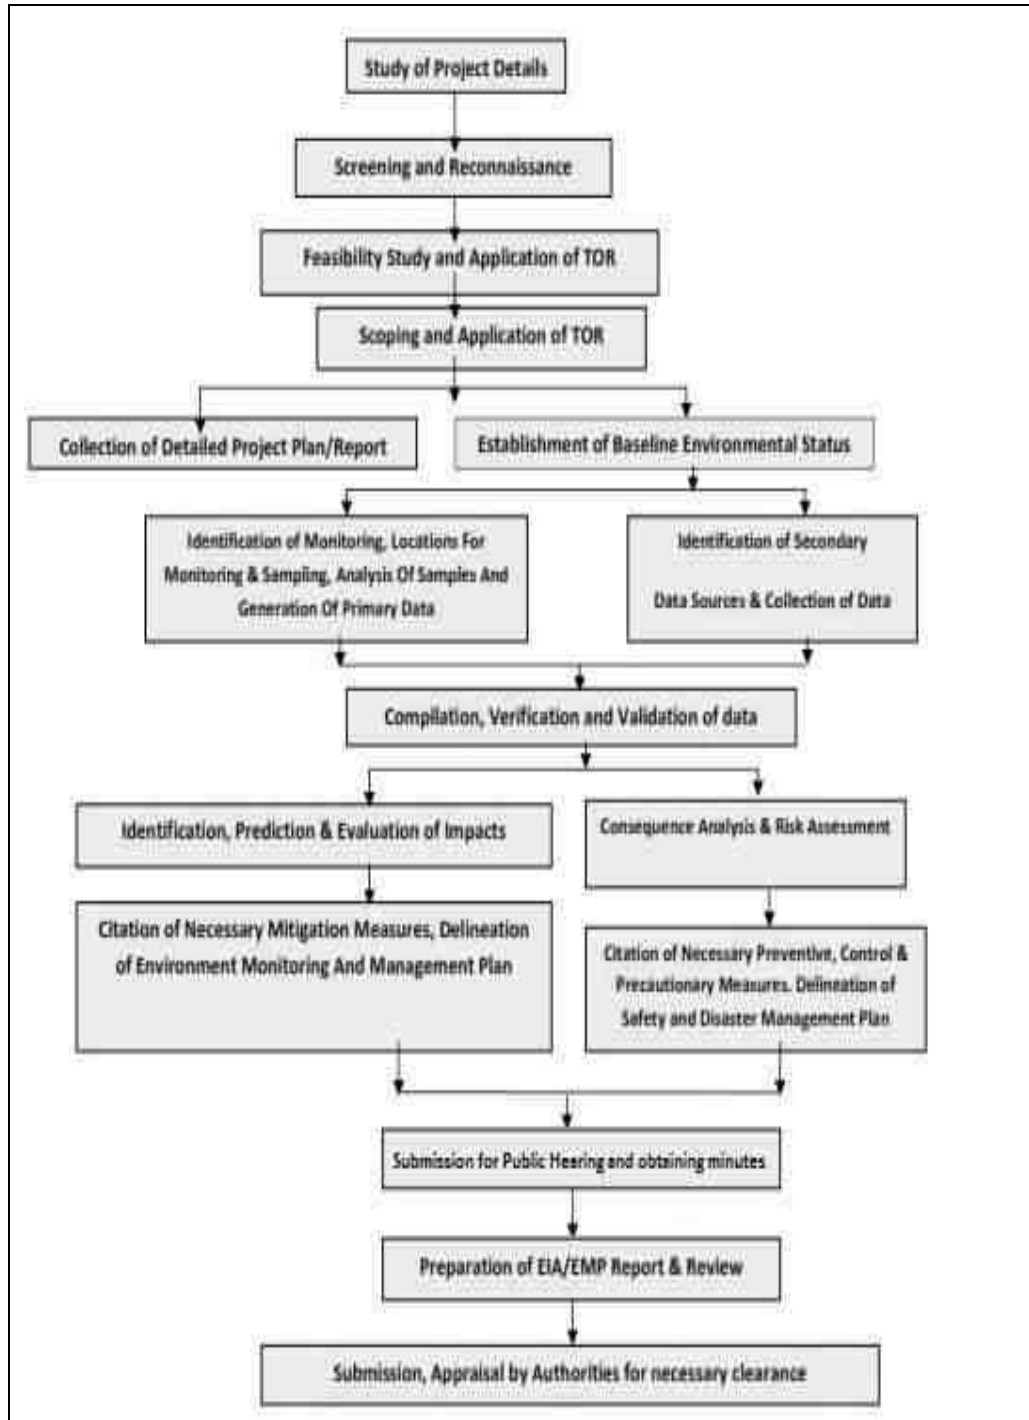 Study of Project Details
Screening and Reconnaissance
Feasibility Study and Application of TOR
Scoping and Application of TOR
Collection of Detailed Project Plan/Report
Establishment of Baseline Environmental Status
Identification of Monitoring, Locations For
Monitoring & Sampling, Analysis Of Samples And
Generation Of Primary Data
Identification of Secondary
Data Sources & Collection of Data
Compilation, Verification and Validation of data
Identification, Prediction & Evaluation of Impacts
Consequence Analysis & Risk Assessment
Citation of Necessary Mitigation Measures, Delineation
of Environment Monitoring And Management Plan
Citation of Necessary Preventive, Control &
Precautionary Measures. Delineation of
Safety and Disaster Management Plan
Submission for Public Hearing and obtaining minutes
Preparation of EIA/EMP Report & Review
Submission, Appraisal by Authorities for necessary clearance